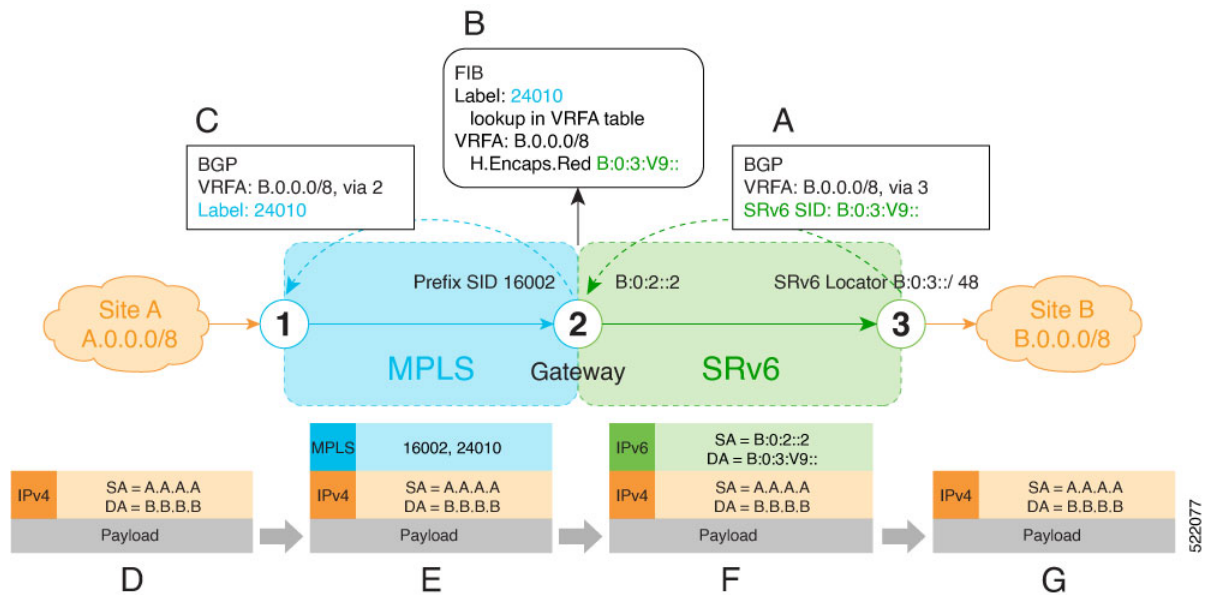 B
FIB
Label: 24010
lookup in VRFA table
VRFA: B.0.0.0/8
H.Encaps.Red B:0:3:V9::
C
BGP
VRFA: B.0.0.0/8, via 2
Label: 24010
A
BGP
VRFA: B.0.0.0/8, via 3
SRv6 SID: B:0:3:V9::
Prefix SID 16002
B:0:2::2
SRv6 Locator B:0:3::/ 48
Site A
A.0.0.0/8
1
2
3
Site B
B.0.0.0/8
MPLS
Gateway
SRv6
IPv4
SA = A.A.A.A
DA = B.B.B.B
Payload
D
MPLS
16002, 24010
IPv4
SA = A.A.A.A
DA = B.B.B.B
Payload
E
IPv6
SA = B:0:2::2
DA = B:0:3:V9::
IPv4
SA = A.A.A.A
DA = B.B.B.B
Payload
F
IPv4
SA = A.A.A.A
DA = B.B.B.B
Payload
G
522077